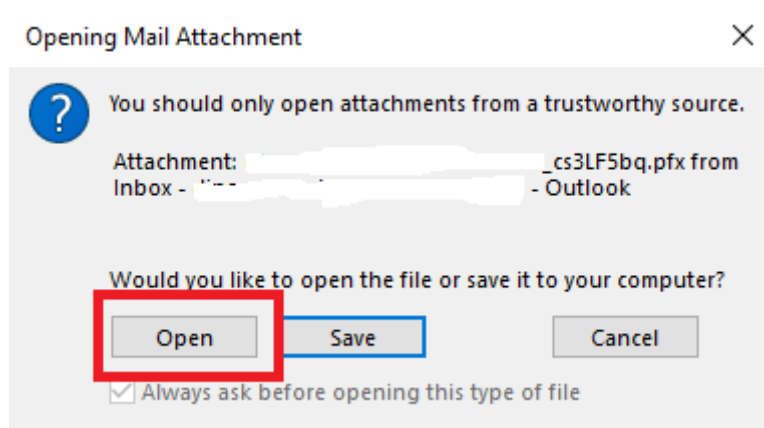 Opening Mail Attachment
You should only open attachments from a trustworthy source.
Attachment: _cs3LF5bq.pfx from
Inbox - - Outlook
Would you like to open the file or save it to your computer?
Open Save Cancel
Always ask before opening this type of file